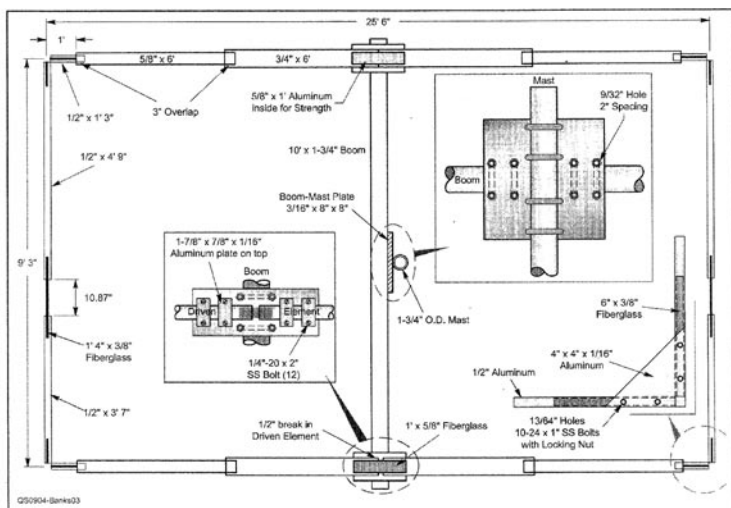 25' 6"
1'
5/8" x 6'
3/4" x 6'
1/2" x 1' 3"
3" Overlap
5/8" x 1' Aluminum
Inside for Strength
Mast
9/32" Hole
2" Spacing
1/2" x 4' 9"
10' x 1-3/4" Boom
Boom
Boom-Mast Plate
3/16" x 8" x 8"
9' 3"
1-7/8" x 7/8" x 1/16"
Aluminum plate on top
Boom
Driven
Element
10.87"
1-3/4" O.D. Mast
6" x 3/8"
Fiberglass
1' 4" x 3/8"
Fiberglass
1/4"-20 x 2"
SS Bolt (12)
4" x 4" x 1/16"
Aluminum
1/2" Aluminum
1/2" x 3' 7"
1/2" break in
Driven Element
1' x 5/8" Fiberglass
13/64" Holes
10-24 x 1" SS Bolts
with Locking Nut
QS0904-Banks03